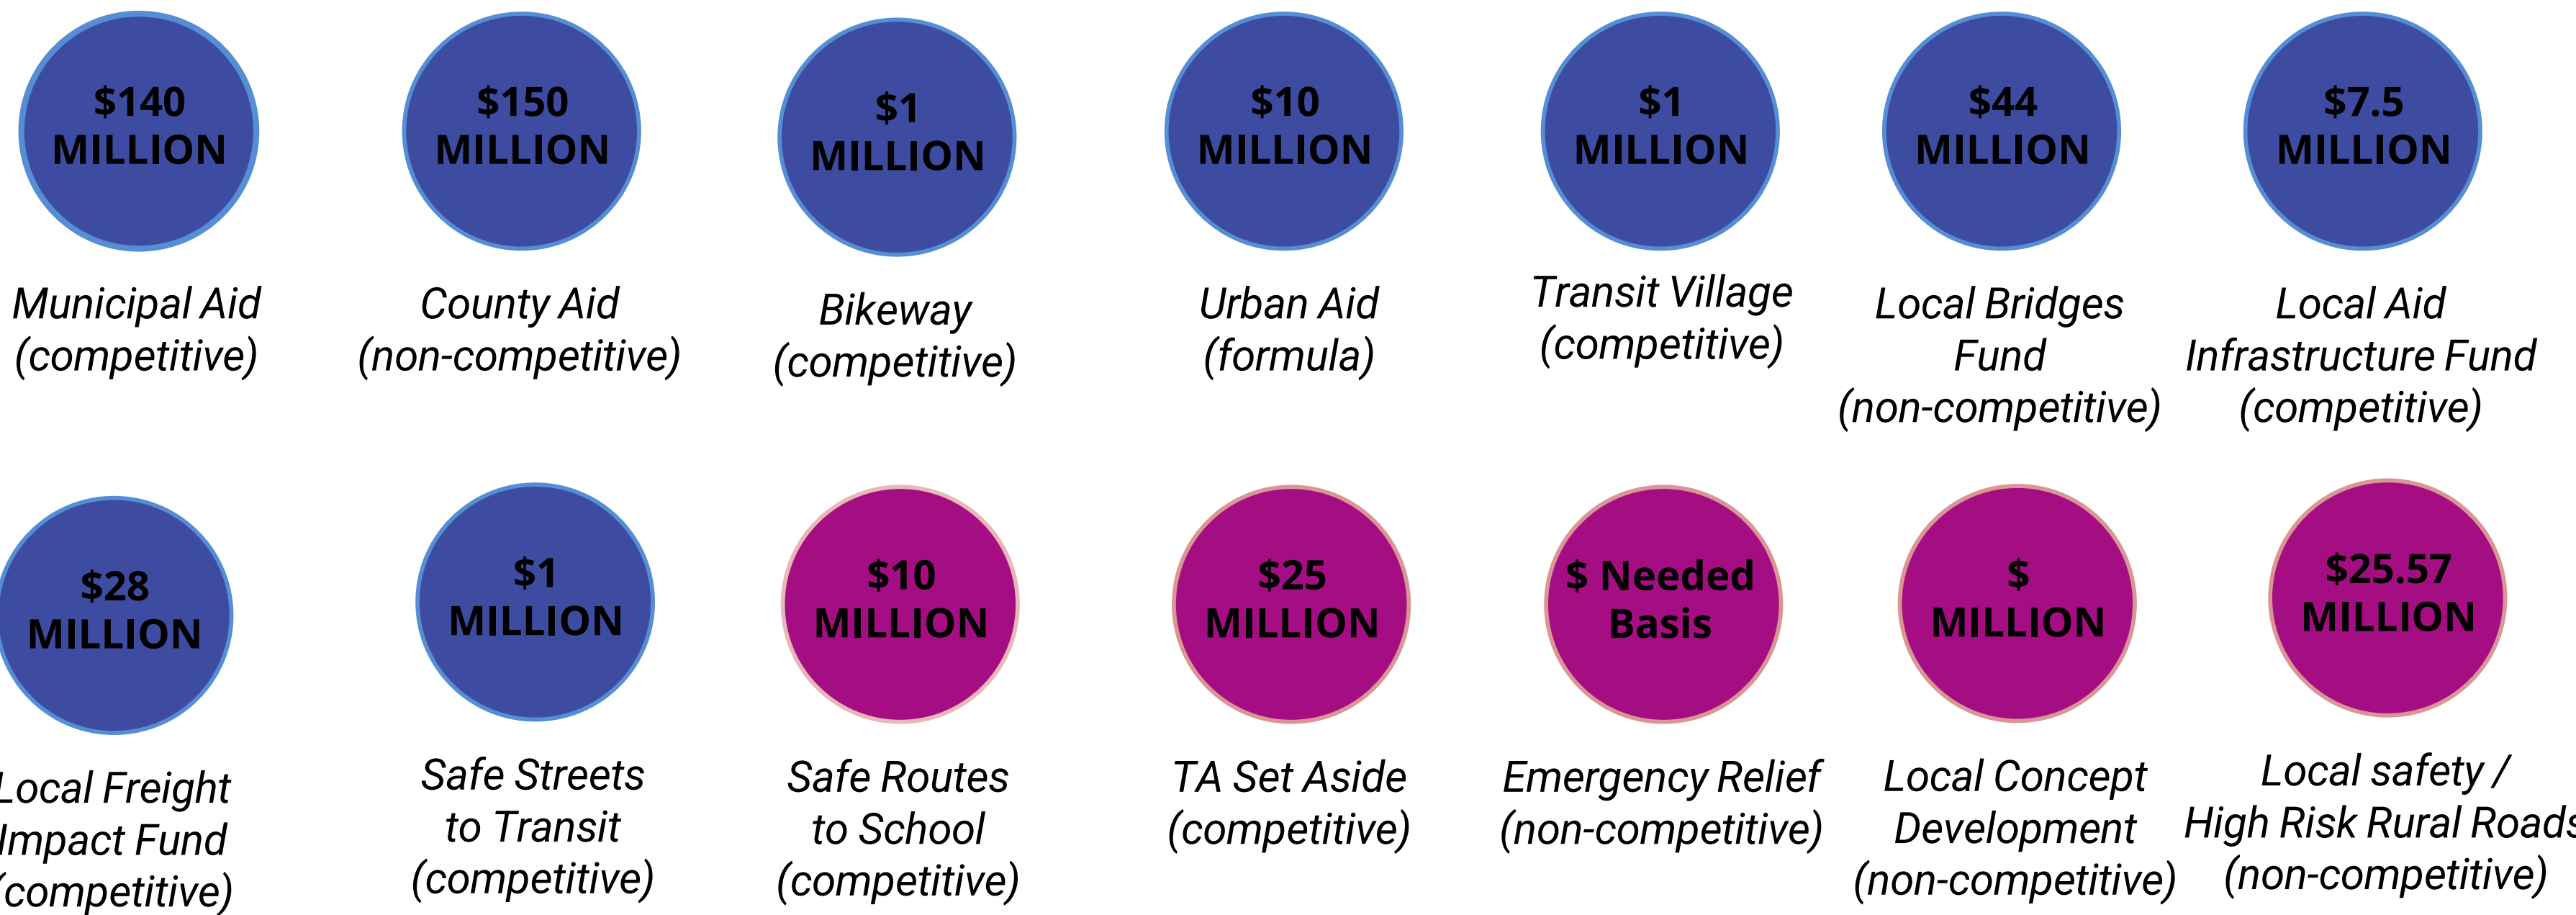 $140
MILLION
Municipal Aid
(competitive)
$150
MILLION
County Aid
(non-competitive)
$1
MILLION
Bikeway
(competitive)
$10
MILLION
Urban Aid
(formula)
$1
MILLION
Transit Village
(competitive)
$44
MILLION
Local Bridges
Fund
(non-competitive)
$7.5
MILLION
Local Aid
Infrastructure Fund
(competitive)
$28
MILLION
Local Freight
Impact Fund
(competitive)
$1
MILLION
Safe Streets
to Transit
(competitive)
$10
MILLION
Safe Routes
to School
(competitive)
$25
MILLION
TA Set Aside
(competitive)
$ Needed
Basis
Emergency Relief
(non-competitive)
$
MILLION
Local Concept
Development
(non-competitive)
$25.57
MILLION
Local safety /
High Risk Rural Roads
(non-competitive)